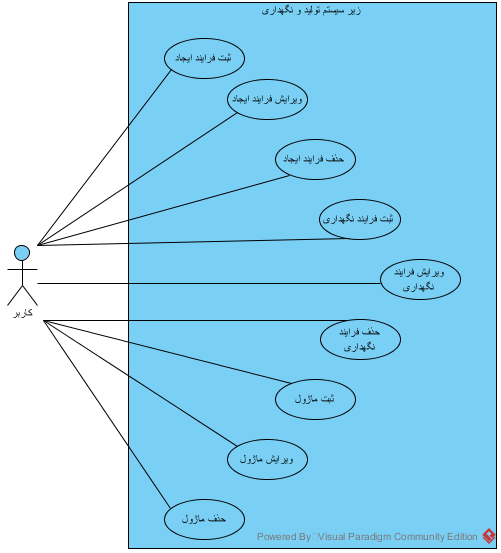 زیر سیستم تولید و نگهداری
ثبت فرایند ایجاد
ویرایش فرایند ایجاد
حذف فرایند ایجاد
ثبت فرایند نگهداری
ویرایش فرایند
نگهداری
کاربر
حذف فرایند
نگهداری
ثبت ماژول
ویرایش ماژول
حذف ماژول
Powered By Visual Paradigm Community Edition